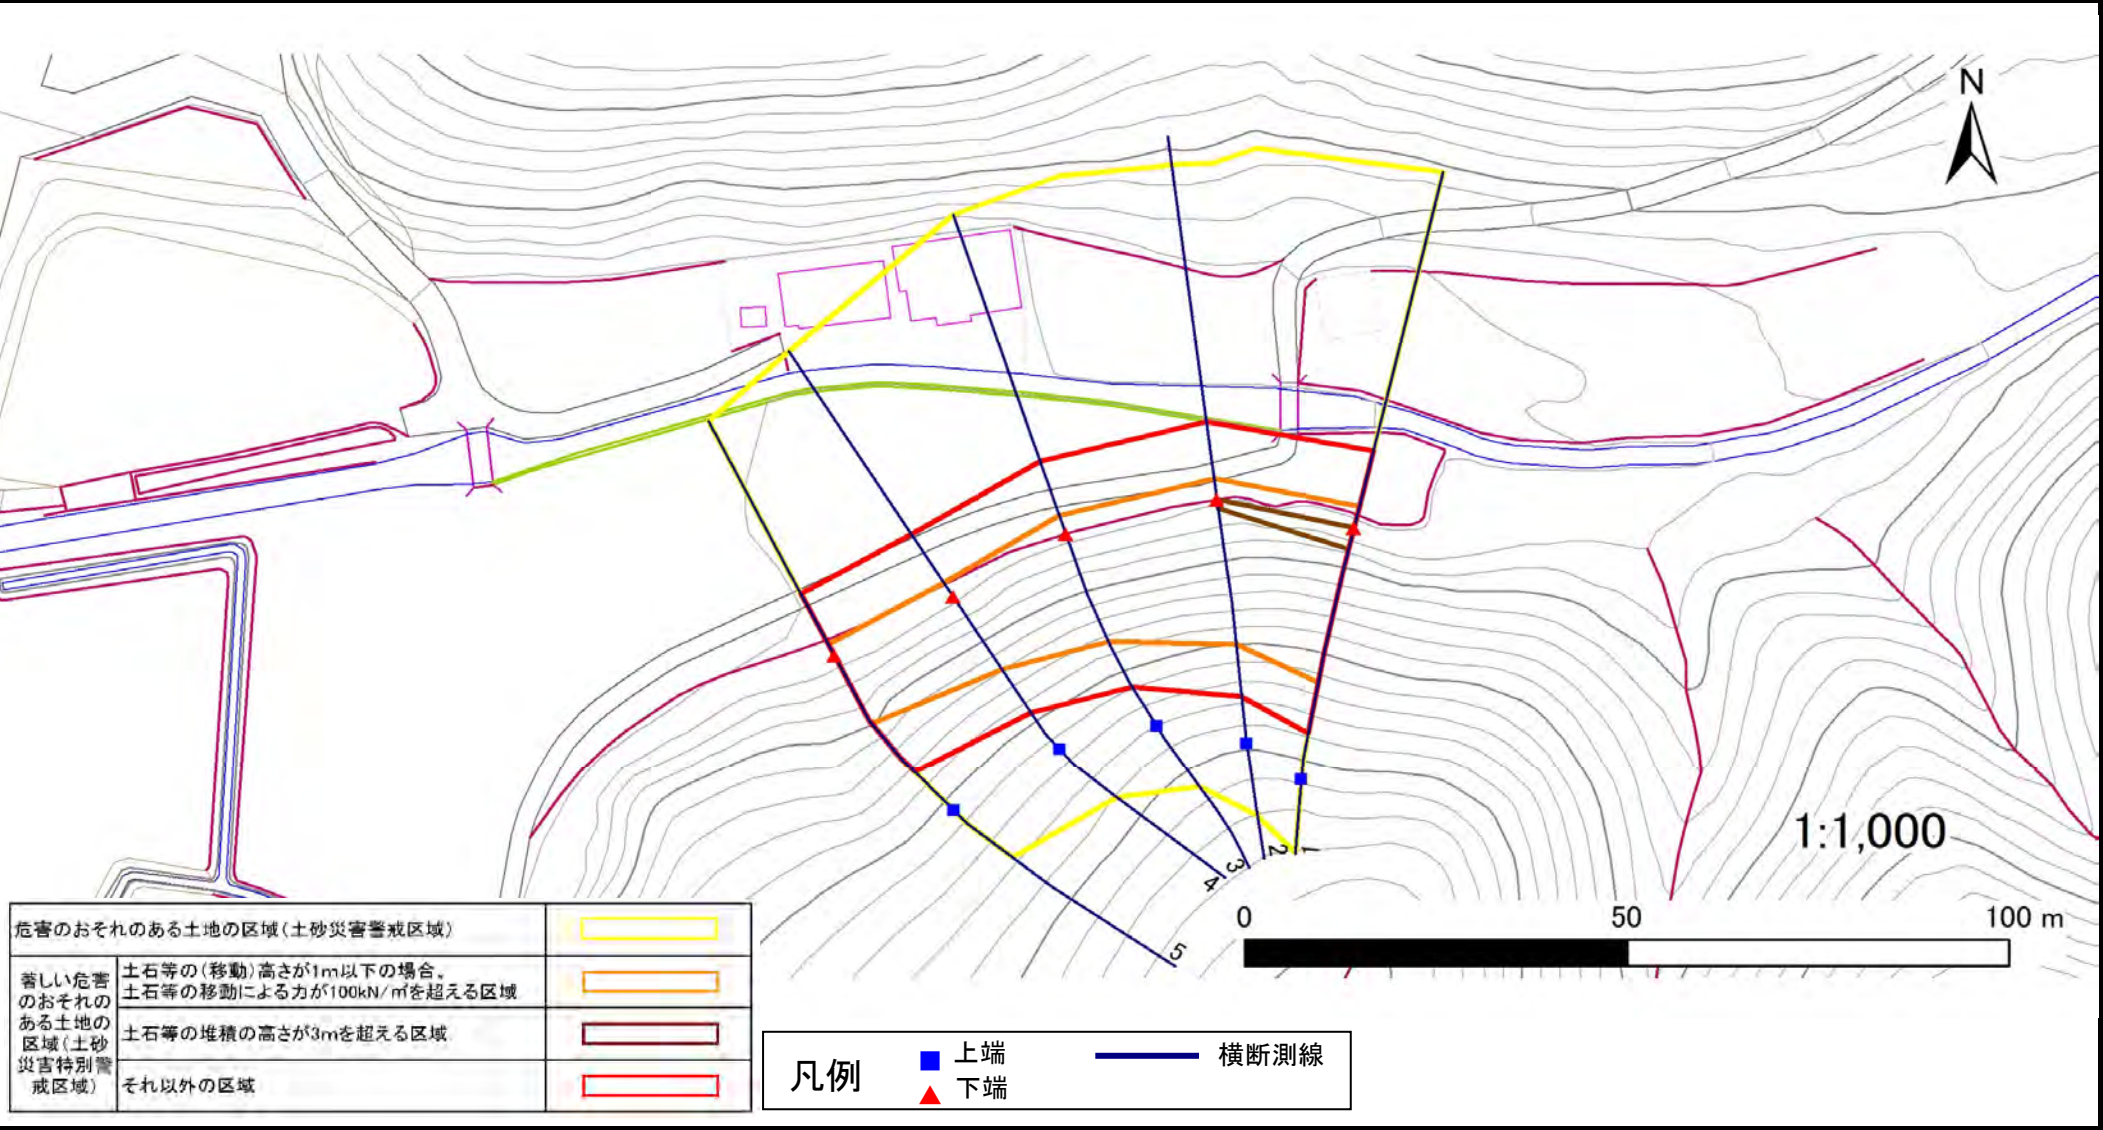 N
1:1,000
0 50 100 m
1
2
3
4
5
危害のおそれのある土地の区域(土砂災害警戒区域)
著しい危害
のおそれの
ある土地の
区域(土砂
災害特別警
戒区域)
土石等の(移動)高さが1m以下の場合、
土石等の移動による力が100kN/㎡を超える区域
土石等の堆積の高さが3mを超える区域
それ以外の区域
凡例
上端
下端
横断測線